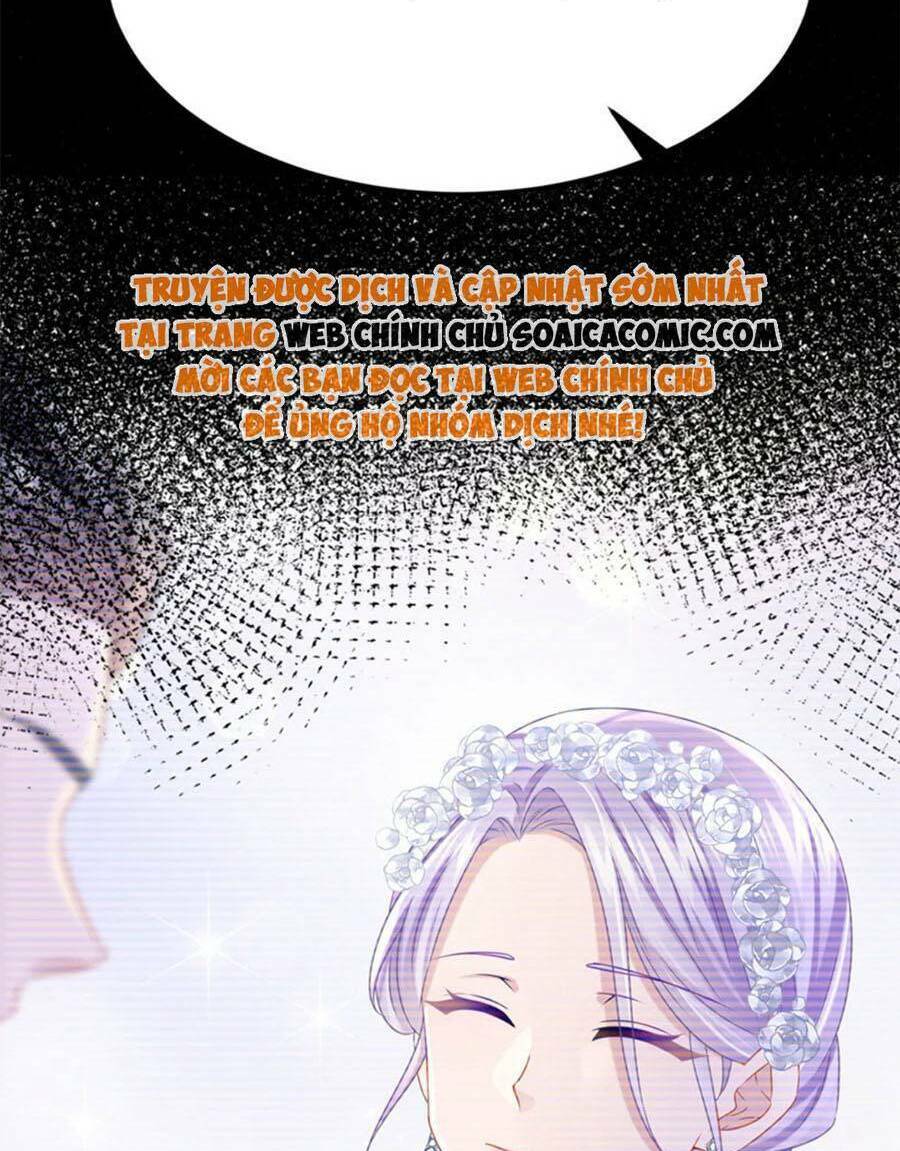 TRUYỆN ĐƯỢC DỊCH VÀ CẬP NHẬT SỚM NHẤT
TẠI TRANG WEB CHÍNH CHỦ SOAICACOMIC.COM
MỜI CÁC BẠN ĐỌC TẠI WEB CHÍNH CHỦ
ĐỂ ỦNG HỘ NHÓM DỊCH NHÉ!